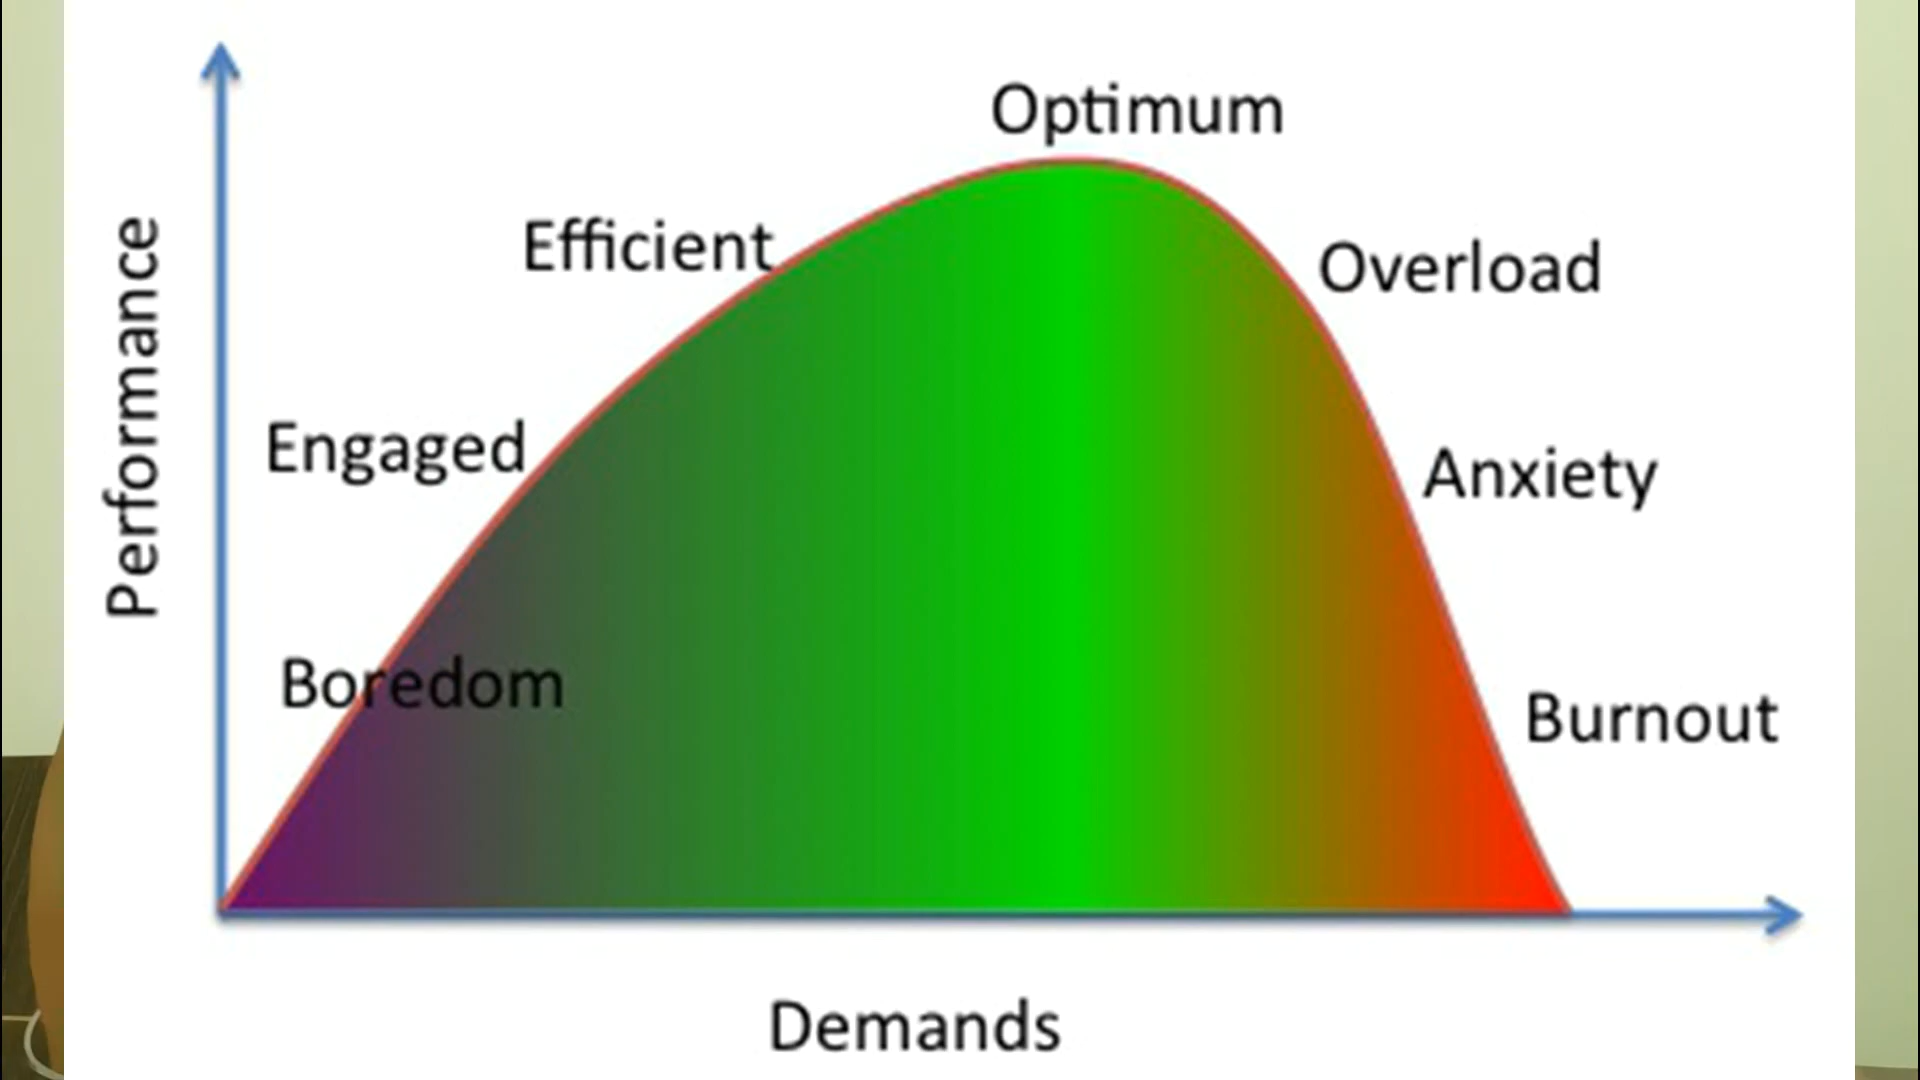 Optimum
Efficient
Overload
Performance
Engaged
Anxiety
Boredom
Burnout
Demands